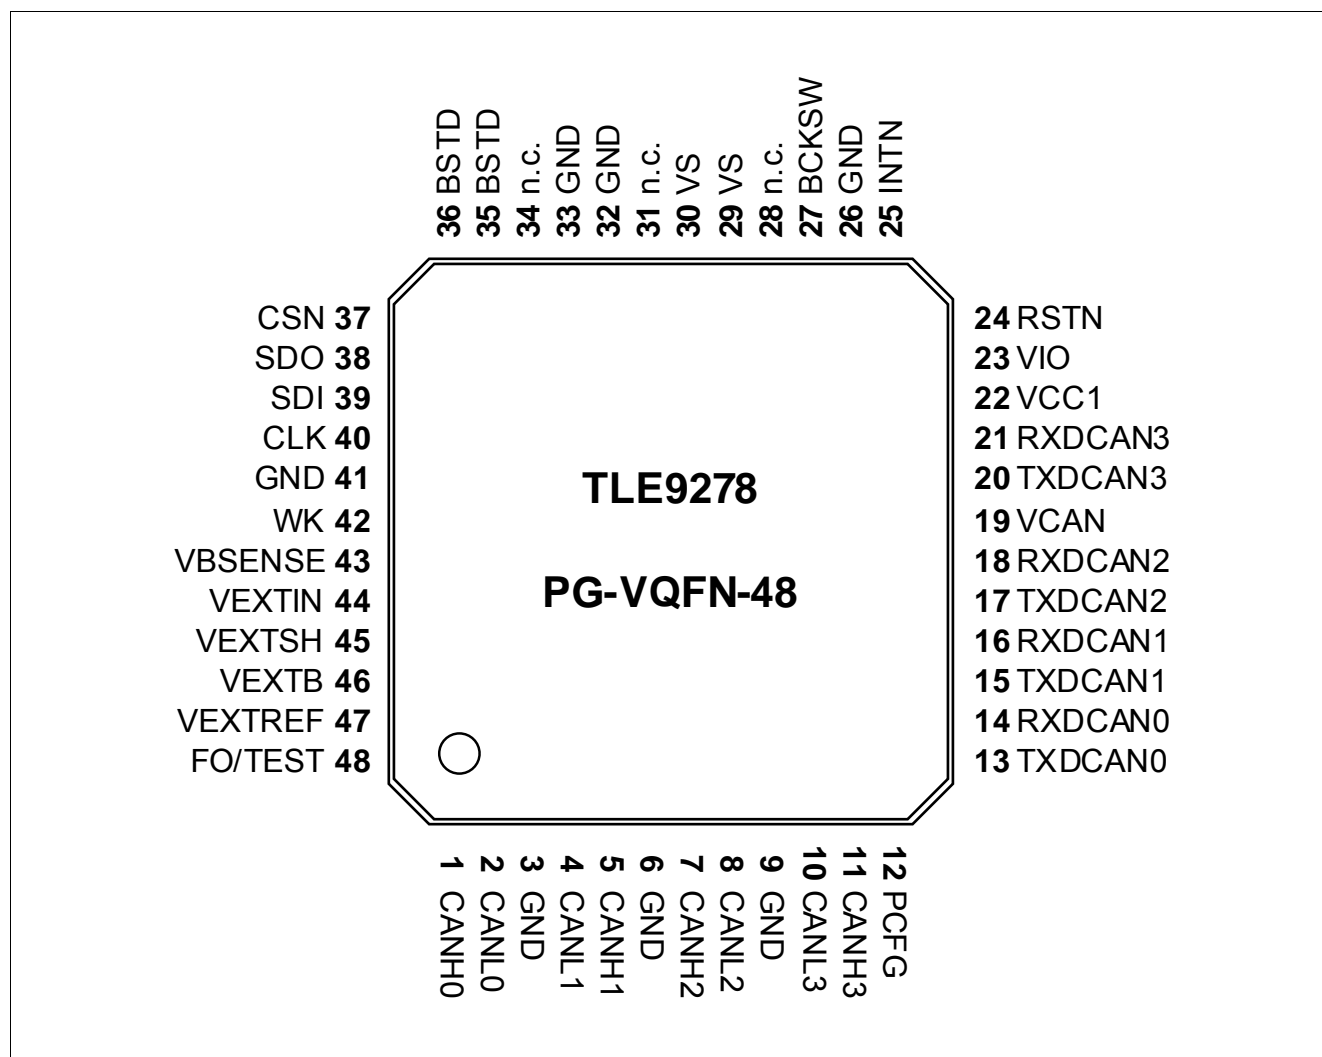 36 BSTD
35 BSTD
34 n.c.
33 GND
32 GND
31 n.c.
30 VS
29 VS
28 n.c.
27 BCKSW
26 GND
25 INTN
CSN 37
SDO 38
SDI 39
CLK 40
GND 41
WK 42
VBSENSE 43
VEXTIN 44
VEXTSH 45
VEXTB 46
VEXTREF 47
FO/TEST 48
TLE9278
PG-VQFN-48
24 RSTN
23 VIO
22 VCC1
21 RXDCAN3
20 TXDCAN3
19 VCAN
18 RXDCAN2
17 TXDCAN2
16 RXDCAN1
15 TXDCAN1
14 RXDCAN0
13 TXDCAN0
1 CANH0
2 CANL0
3 GND
4 CANL1
5 CANH1
6 GND
7 CANH2
8 CANL2
9 GND
10 CANL3
11 CANH3
12 PCFG